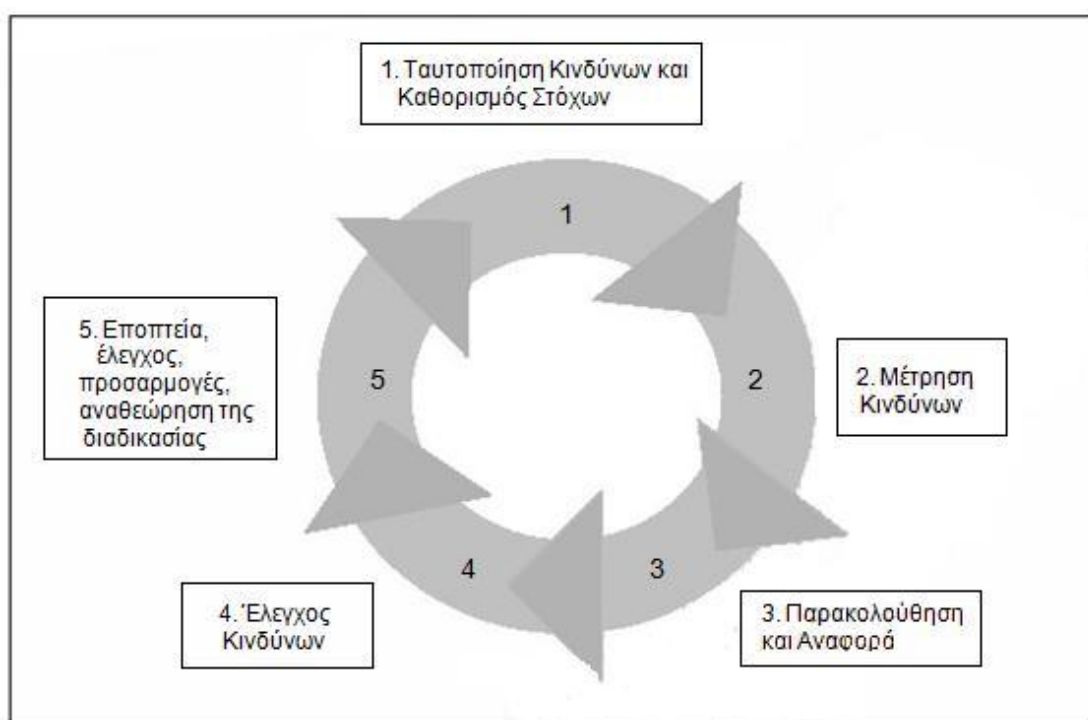 1. Ταυτοποίηση Κινδύνων και
Καθορισμός Στόχων
1
2
3
4
5
2. Μέτρηση
Κινδύνων
3. Παρακολούθηση
και Αναφορά
4. Έλεγχος
Κινδύνων
5. Εποπτεία,
έλεγχος,
προσαρμογές,
αναθεώρηση της
διαδικασίας